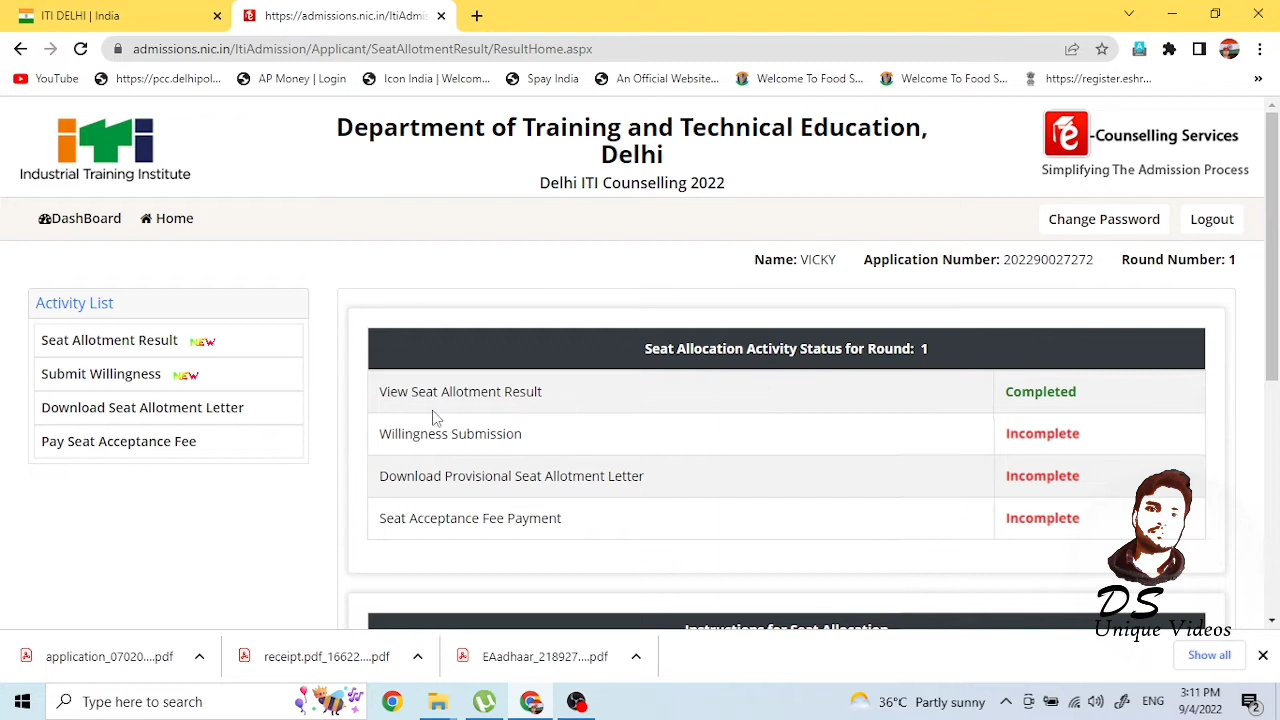 ITI DELHI | India
https://admissions.nic.in/ItiAdmis
admissions.nic.in/ItiAdmission/Applicant/SeatAllotmentResult/ResultHome.aspx
YouTube
https://pcc.delhipol...
AP Money | Login
Icon India | Welcom...
Spay India
An Official Website...
Welcome To Food S...
Welcome To Food S...
https://register.eshr...
»
iTi
Industrial Training Institute
Department of Training and Technical Education,
Delhi
Delhi ITI Counselling 2022
e-Counselling Services
Simplifying The Admission Process
DashBoard
Home
Change Password
Logout
Name: VICKY
Application Number: 202290027272
Round Number: 1
Activity List
Seat Allotment Result NEW
Submit Willingness NEW
Download Seat Allotment Letter
Pay Seat Acceptance Fee
Seat Allocation Activity Status for Round: 1
View Seat Allotment Result Completed
Willingness Submission Incomplete
Download Provisional Seat Allotment Letter Incomplete
Seat Acceptance Fee Payment Incomplete
Instructions for Seat Allocation
DS
Unique Videos
application_07020....pdf
receipt.pdf_16622....pdf
EAadhaar_218927....pdf
Show all
Type here to search
36°C Partly sunny
ENG
3:11 PM
9/4/2022
2